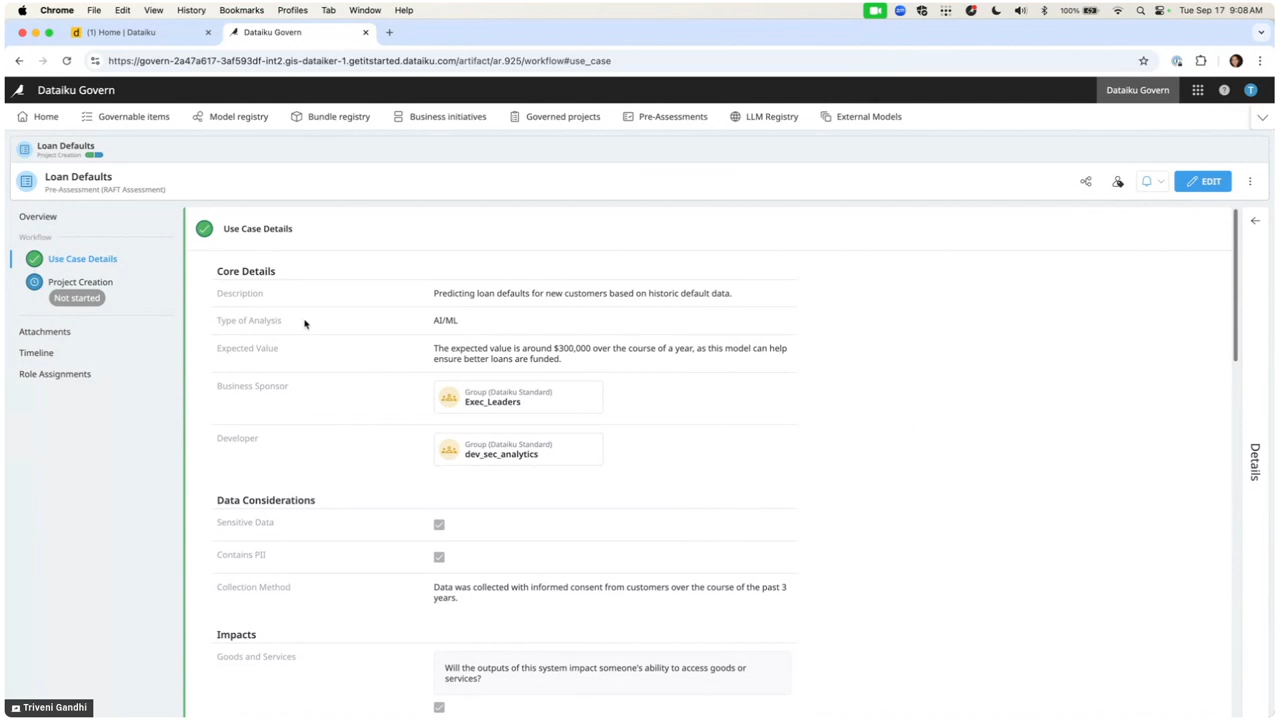 Chrome File Edit View History Bookmarks Profiles Tab Window Help 100% Tue Sep 17 9:08 AM
(1) Home | Dataiku
Dataiku Govern
https://govern-2a47a617-3af593df-int2.gis-dataiker-1.getitstarted.dataiku.com/artifact/ar.925/workflow#use_case
Dataiku Govern
Dataiku Govern
T
Home Governable items Model registry Bundle registry Business initiatives Governed projects Pre-Assessments LLM Registry External Models
Loan Defaults
Project Creation
Loan Defaults
Pre-Assessment (RAFT Assessment)
EDIT
Overview
Workflow
Use Case Details
Project Creation
Not started
Attachments
Timeline
Role Assignments
Use Case Details
Core Details
Description Predicting loan defaults for new customers based on historic default data.
Type of Analysis AI/ML
Expected Value The expected value is around $300,000 over the course of a year, as this model can help
ensure better loans are funded.
Business Sponsor Group (Dataiku Standard)
Exec_Leaders
Developer Group (Dataiku Standard)
dev_sec_analytics
Data Considerations
Sensitive Data
Contains PII
Collection Method Data was collected with informed consent from customers over the course of the past 3
years.
Impacts
Goods and Services Will the outputs of this system impact someone's ability to access goods or
services?
Details
Triveni Gandhi